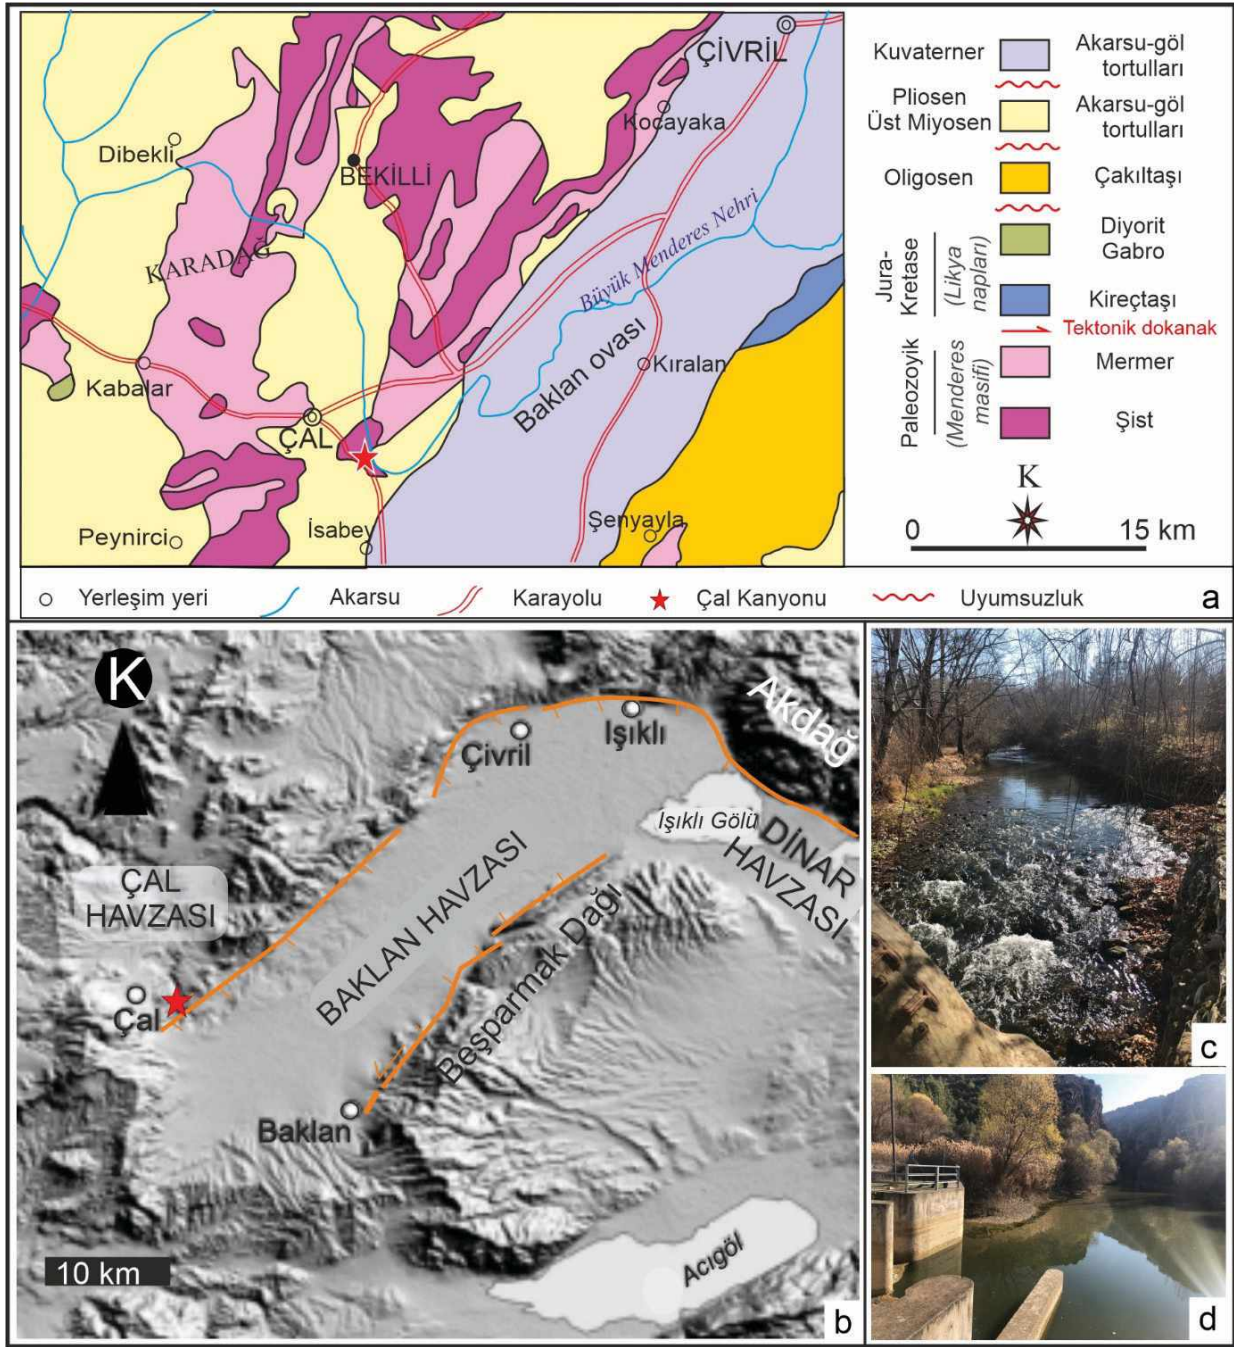 ÇİVRİL
Kocayaka
Dibekli
BEKİLLİ
KARADAĞ
Büyük Menderes Nehri
Baklan ovası
Kıralan
Kabalar
ÇAL
Şenyayla
İsabey
Peynirci
Kuvaterner
Akarsu-göl
tortulları
Pliosen
Üst Miyosen
Akarsu-göl
tortulları
Oligosen
Çakıltaşı
Jura-
Kretase
(Likya
napları)
Diyorit
Gabro
Kireçtaşı
Tektonik dokanak
Paleozoyik
(Menderes
masifi)
Mermer
Şist
K
0 15 km
Yerleşim yeri
Akarsu
Karayolu
Çal Kanyonu
Uyumsuzluk
a
K
Akdağ
Çivril
Işıklı
Işıklı Gölü
DİNAR
HAVZASI
ÇAL
HAVZASI
BAKLAN HAVZASI
Beşparmak Dağı
Çal
Baklan
Acıgöl
10 km
b
c
d